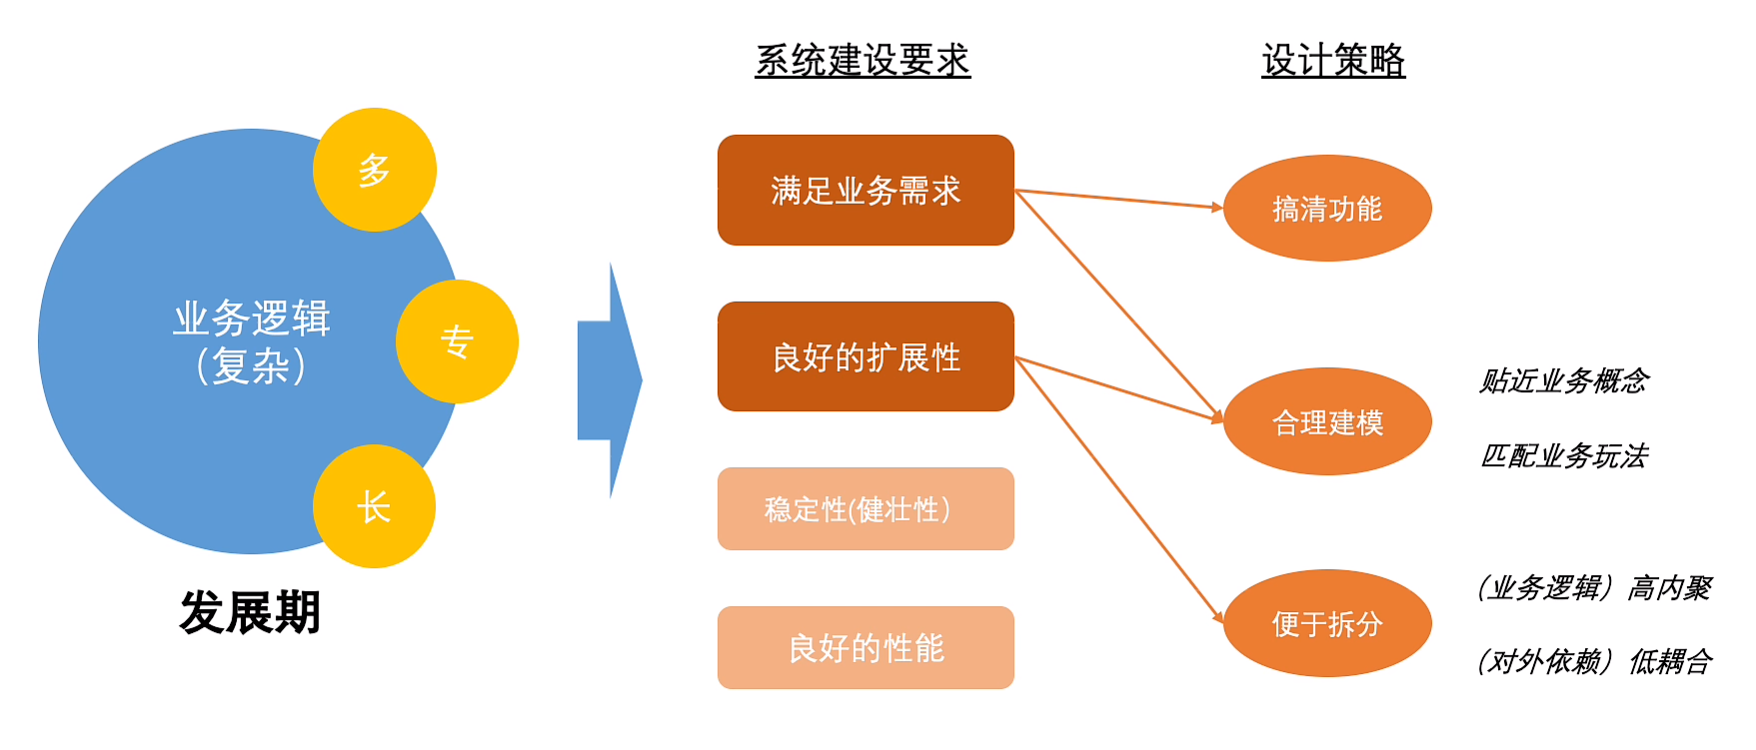 系统建设要求
设计策略
多
专
长
业务逻辑
（复杂）
发展期
满足业务需求
良好的扩展性
稳定性(健壮性）
良好的性能
搞清功能
合理建模
贴近业务概念
匹配业务玩法
便于拆分
（业务逻辑）高内聚
（对外依赖）低耦合